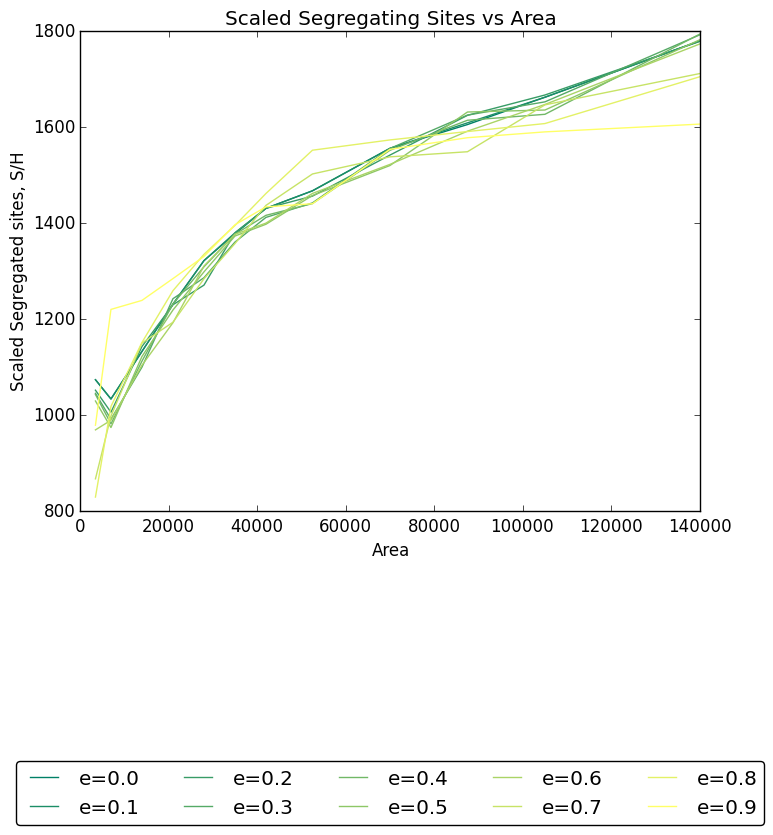 Scaled Segregating Sites vs Area
Scaled Segregated sites, S/H
1800
1600
1400
1200
1000
800
0 20000 40000 60000 80000 100000 120000 140000
Area
e=0.0 e=0.2 e=0.4 e=0.6 e=0.8
e=0.1 e=0.3 e=0.5 e=0.7 e=0.9